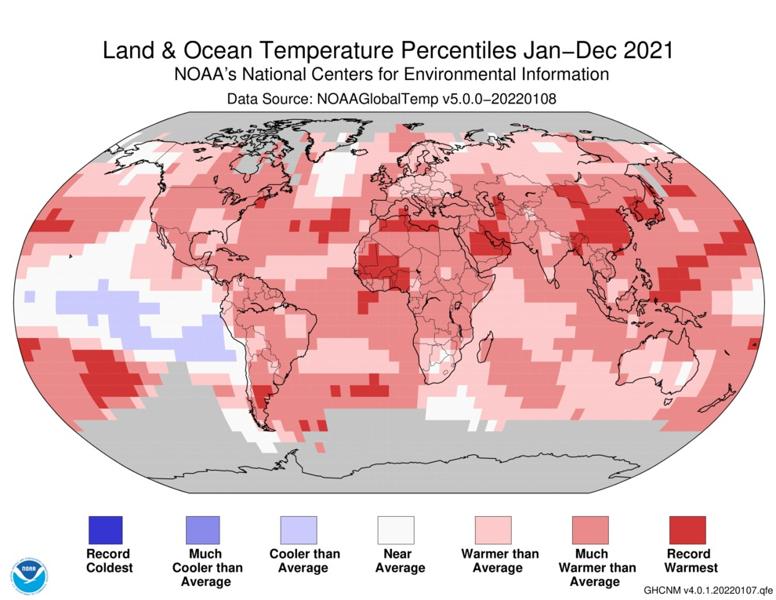 Land & Ocean Temperature Percentiles Jan–Dec 2021
NOAA's National Centers for Environmental Information
Data Source: NOAAGlobalTemp v5.0.0–20220108
Record
Coldest
Much
Cooler than
Average
Cooler than
Average
Near
Average
Warmer than
Average
Much
Warmer than
Average
Record
Warmest
NOAA
GHCNM v4.0.1.20220107.qfe